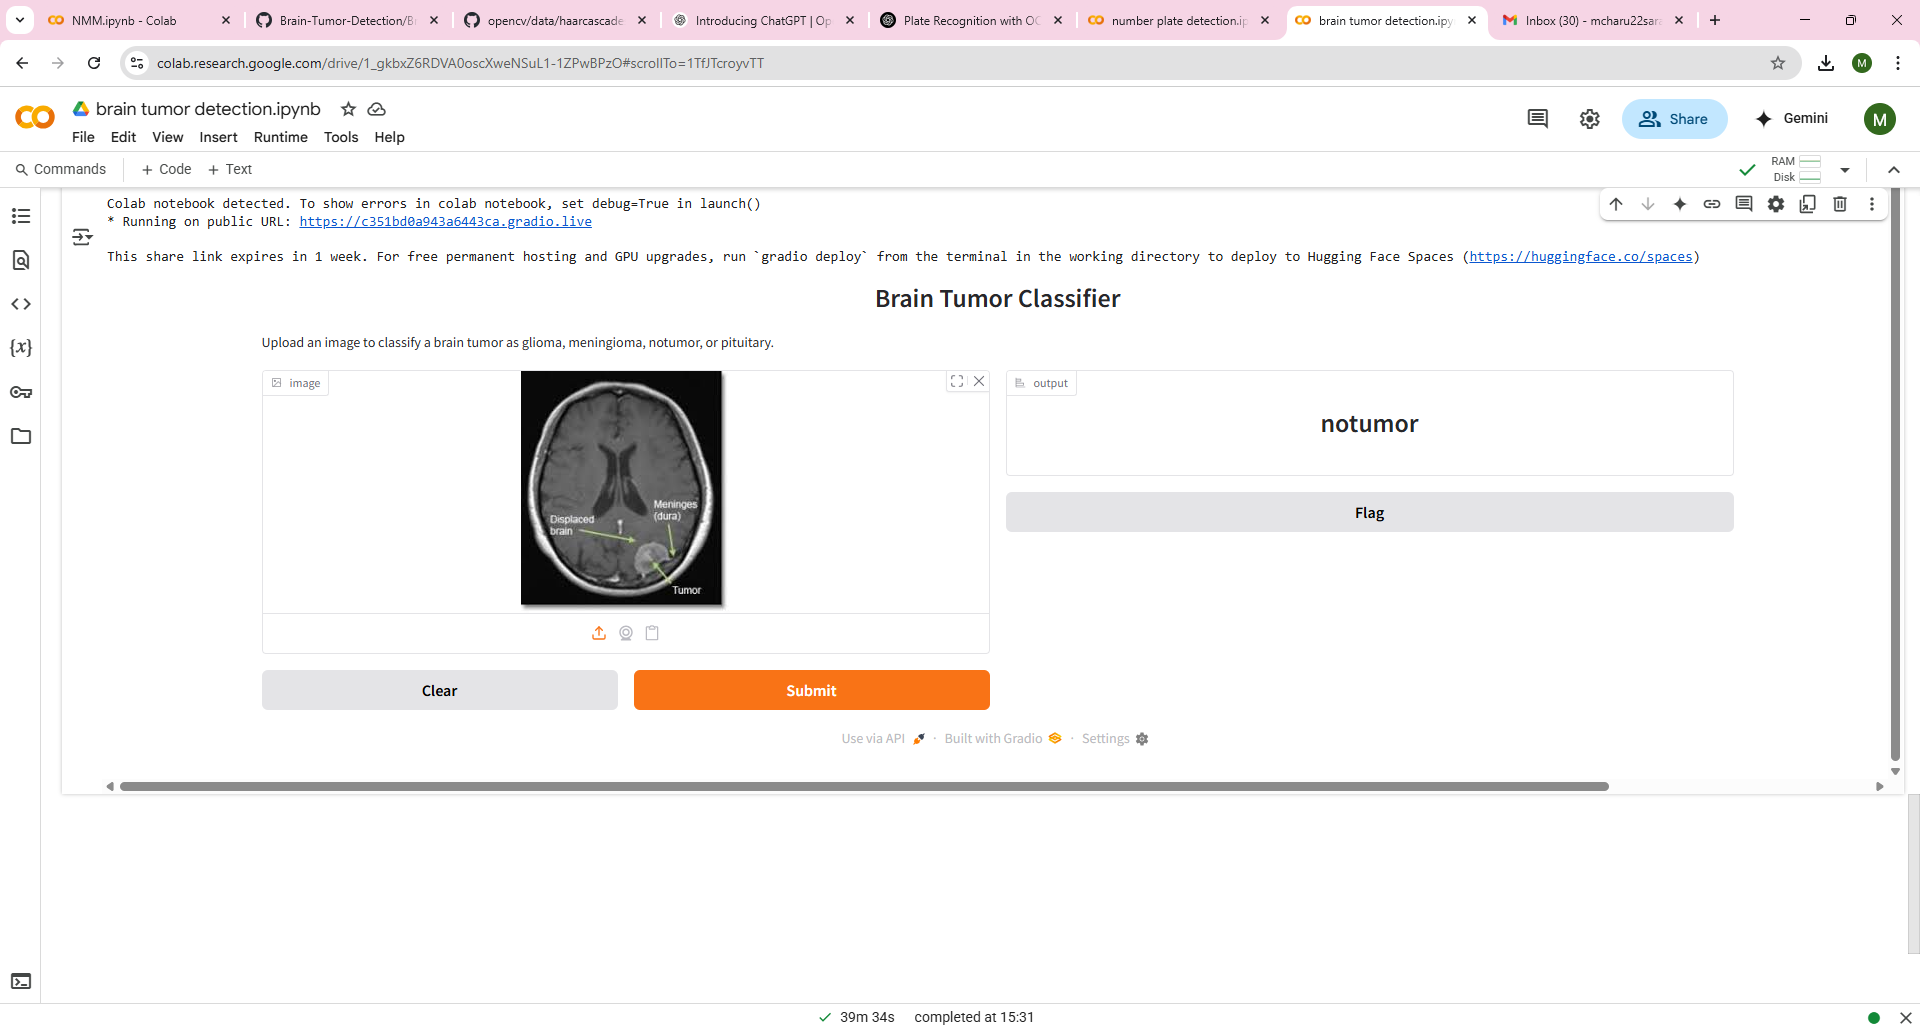 NMM.ipynb - Colab
Brain-Tumor-Detection/Br
opencv/data/haarcascade
Introducing ChatGPT | Op
Plate Recognition with OC
number plate detection.ip
brain tumor detection.ipy
Inbox (30) - mcharu22sara
colab.research.google.com/drive/1_gkbxZ6RDVA0oscXweNSuL1-1ZPwBPzO#scrollTo=1TfJTcroyvTT
M
brain tumor detection.ipynb
File Edit View Insert Runtime Tools Help
Share
Gemini
M
Commands + Code + Text
RAM
Disk
Colab notebook detected. To show errors in colab notebook, set debug=True in launch()
* Running on public URL: https://c351bd0a943a6443ca.gradio.live
This share link expires in 1 week. For free permanent hosting and GPU upgrades, run `gradio deploy` from the terminal in the working directory to deploy to Hugging Face Spaces (https://huggingface.co/spaces)
Brain Tumor Classifier
Upload an image to classify a brain tumor as glioma, meningioma, notumor, or pituitary.
image
Meninges
(dura)
Displaced
brain
Tumor
output
notumor
Flag
Clear
Submit
Use via API · Built with Gradio · Settings
39m 34s completed at 15:31